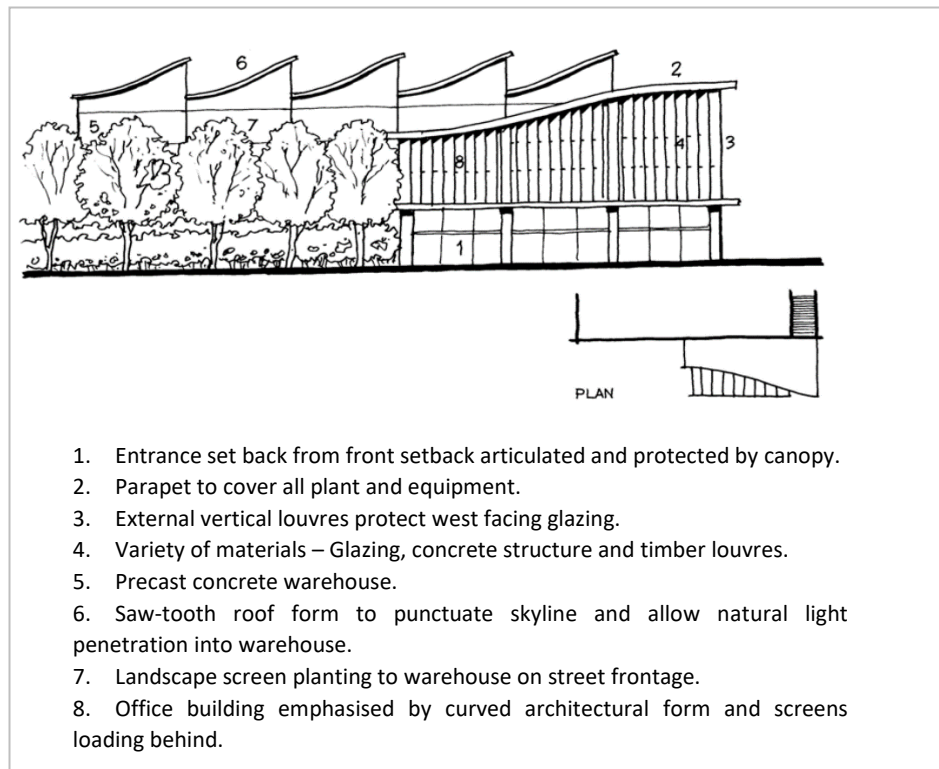 6
2
5
7
8
4
3
1
PLAN
1. Entrance set back from front setback articulated and protected by canopy.
2. Parapet to cover all plant and equipment.
3. External vertical louvres protect west facing glazing.
4. Variety of materials – Glazing, concrete structure and timber louvres.
5. Precast concrete warehouse.
6. Saw-tooth roof form to punctuate skyline and allow natural light
penetration into warehouse.
7. Landscape screen planting to warehouse on street frontage.
8. Office building emphasised by curved architectural form and screens
loading behind.